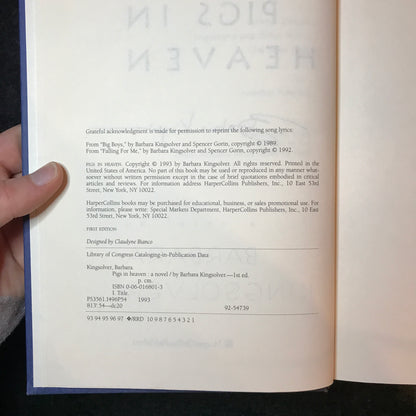 PIGS IN
HEAVEN
Grateful acknowledgment is made for permission to reprint the following song lyrics:
From "Big Boys," by Barbara Kingsolver and Spencer Gorin, copyright © 1989.
From "Falling For Me," by Barbara Kingsolver and Spencer Gorin, copyright © 1992.
PIGS IN HEAVEN. Copyright © 1993 by Barbara Kingsolver. All rights reserved. Printed in the
United States of America. No part of this book may be used or reproduced in any manner what-
soever without written permission except in the case of brief quotations embodied in critical
articles and reviews. For information address HarperCollins Publishers, Inc., 10 East 53rd
Street, New York, NY 10022.
HarperCollins books may be purchased for educational, business, or sales promotional use. For
information, please write: Special Markets Department, HarperCollins Publishers, Inc., 10 East
53rd Street, New York, NY 10022.
FIRST EDITION
Designed by Claudyne Bianco
Library of Congress Cataloging-in-Publication Data
Kingsolver, Barbara.
Pigs in heaven : a novel / by Barbara Kingsolver.—1st ed.
p. cm.
ISBN 0-06-016801-3
I. Title.
PS3561.I496P54 1993
813'.54—dc20 92-54739
93 94 95 96 97 ❖/RRD 10 9 8 7 6 5 4 3 2 1